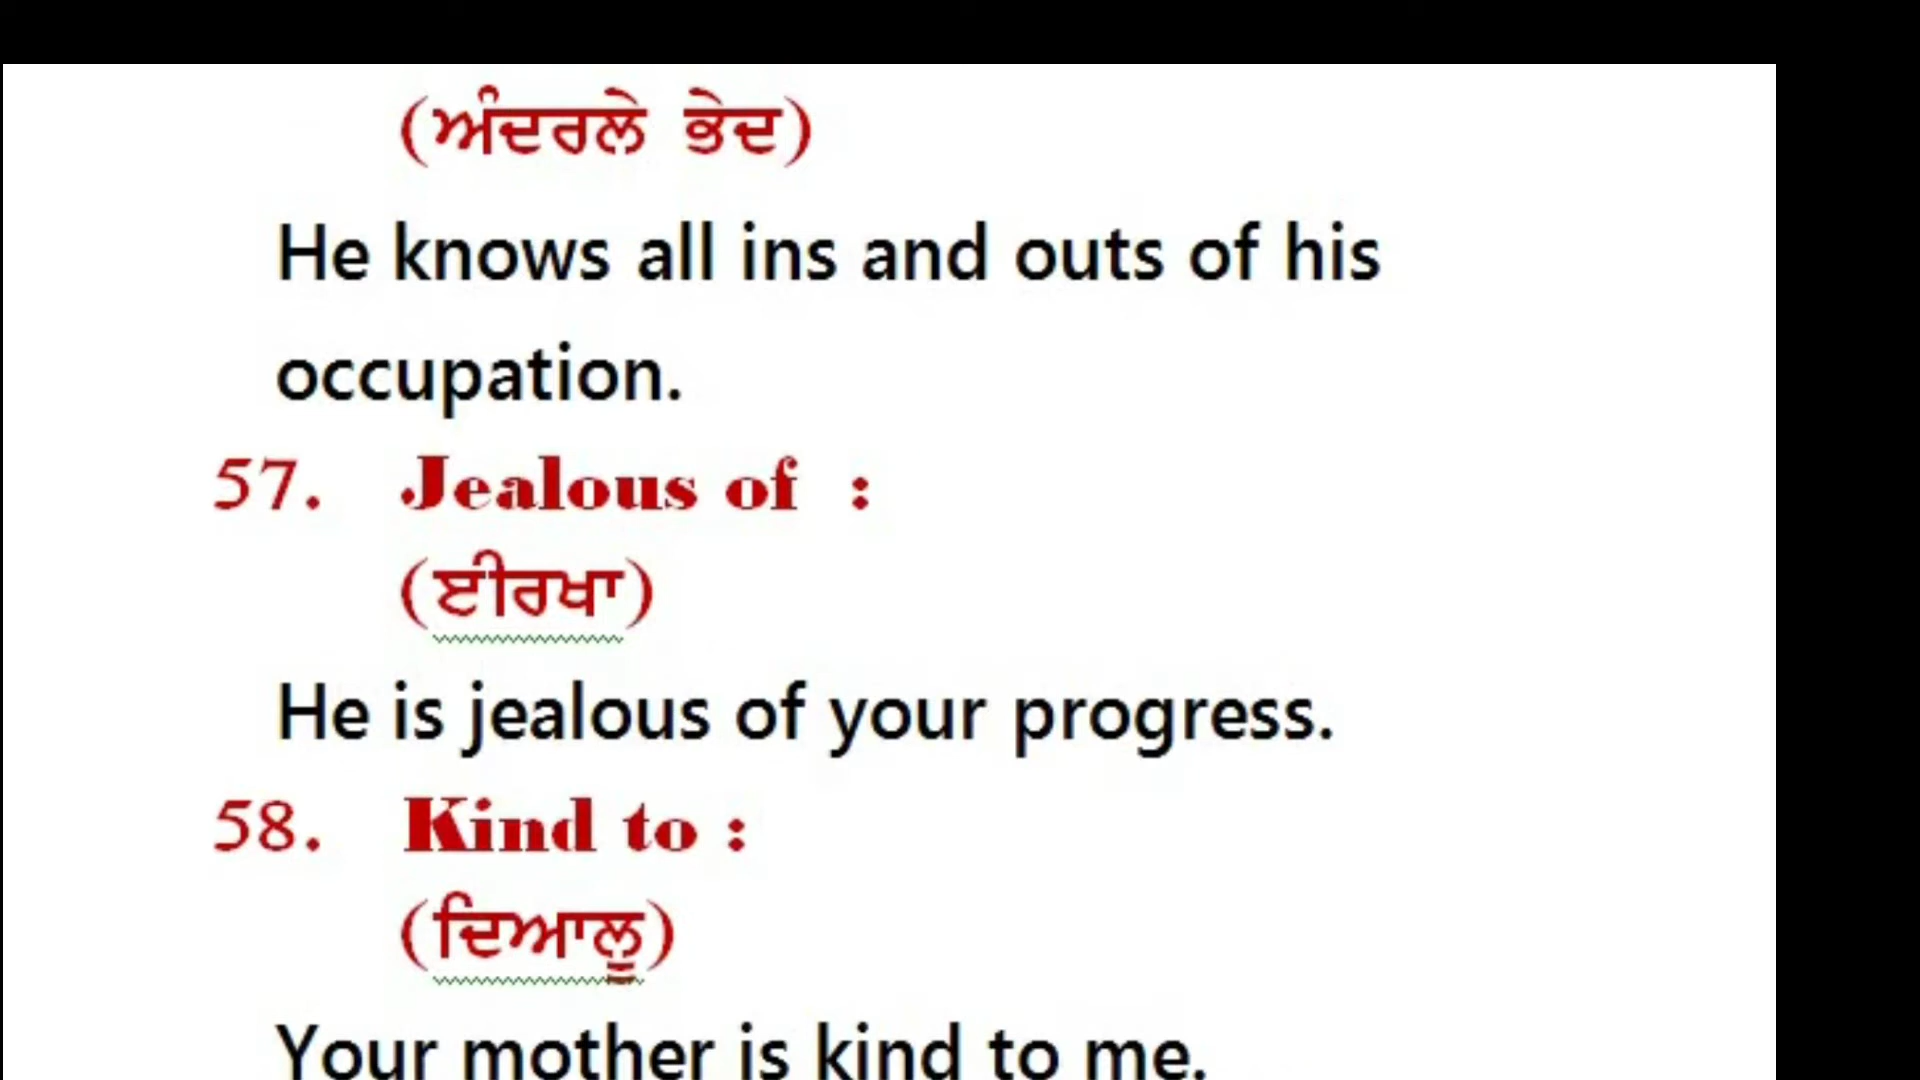 (ਅੰਦਰਲੇ ਭੇਦ)
He knows all ins and outs of his
occupation.
57. Jealous of :
(ਈਰਖਾ)
He is jealous of your progress.
58. Kind to :
(ਦਿਆਲੂ)
Your mother is kind to me.